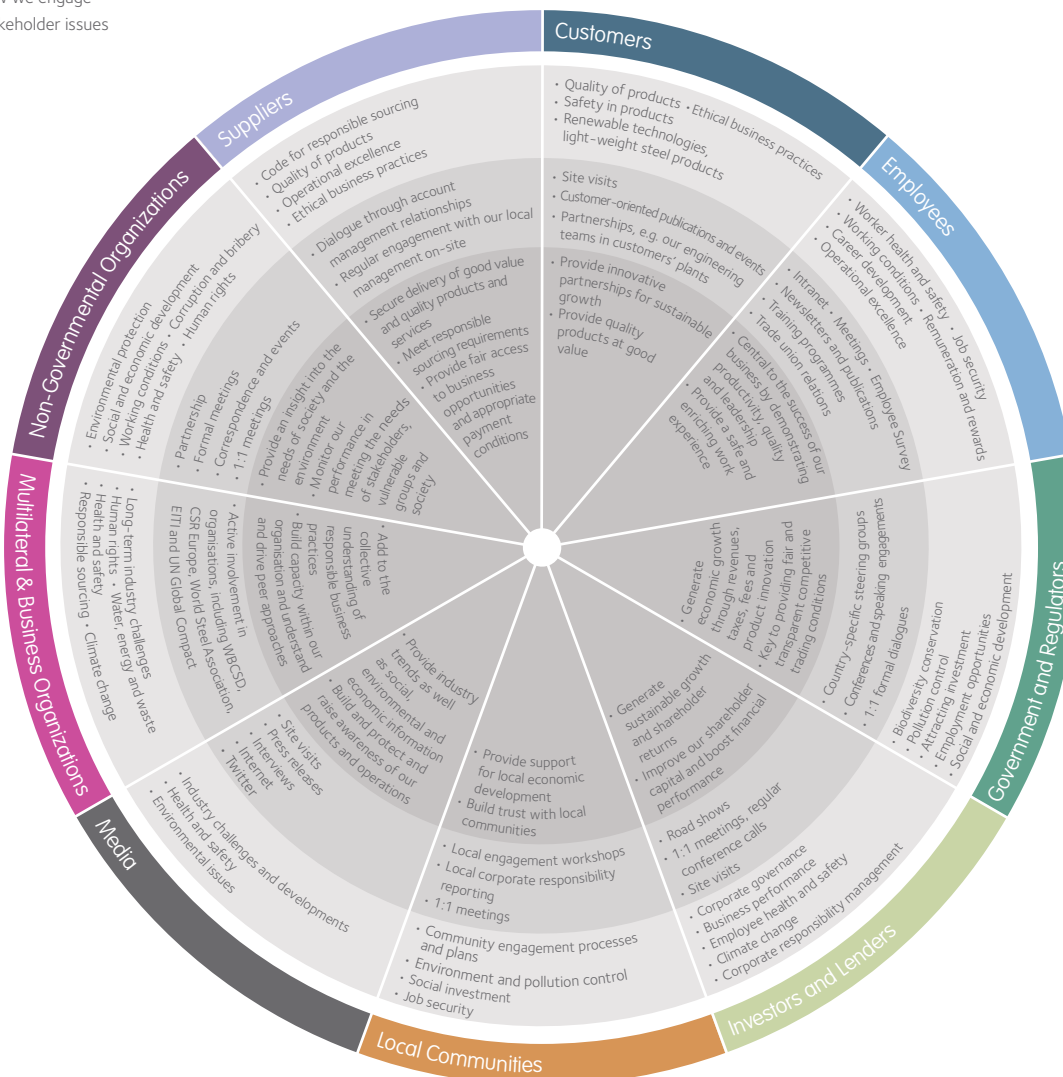 we engage
keholder issues
Customers
• Quality of products • Ethical business practices
• Safety in products
• Renewable technologies,
light-weight steel products
• Site visits
• Customer-oriented publications and events
• Partnerships, e.g. our engineering
teams in customers' plants
• Provide innovative
partnerships for sustainable
growth
• Provide quality
products at good
value
Employees
• Worker health and safety • Job security
• Working conditions • Remuneration and rewards
• Career development
• Operational excellence
• Intranet • Meetings • Employee Survey
• Newsletters and publications
• Training programmes
• Trade union relations
• Central to the success of our
business by demonstrating
productivity, quality
and leadership
• Provide a safe and
enriching work
experience
Government and Regulators
• Biodiversity conservation
• Pollution control
• Attracting investment
• Employment opportunities
• Social and economic development
• Country-specific steering groups
• Conferences and speaking engagements
• 1:1 formal dialogues
• Generate
economic growth
through revenues,
taxes, fees and
product innovation
• Key to providing fair and
transparent competitive
trading conditions
Investors and Lenders
• Corporate governance
• Business performance
• Employee health and safety
• Climate change
• Corporate responsibility management
• Road shows
• 1:1 meetings, regular
conference calls
• Site visits
• Generate
sustainable growth
and shareholder
returns
• Improve our shareholder
capital and boost financial
performance
Local Communities
• Provide support
for local economic
development
• Build trust with local
communities
• Local engagement workshops
• Local corporate responsibility
reporting
• 1:1 meetings
• Community engagement processes
and plans
• Environment and pollution control
• Social investment
• Job security
Media
• Industry challenges and developments
• Health and safety
• Environmental issues
• Site visits
• Press releases
• Interviews
• Internet
• Twitter
• Provide industry
trends as well
as social,
environmental and
economic information
• Build and protect and
raise awareness of our
products and operations
Multilateral & Business Organizations
• Long-term industry challenges
• Human rights • Water, energy and waste
• Health and safety
• Responsible sourcing • Climate change
• Active involvement in
organisations, including WBCSD,
CSR Europe, World Steel Association,
EITI and UN Global Compact
• Add to the
collective
understanding of
responsible business
practices
• Build capacity within our
organisation and understand
and drive peer approaches
Non-Governmental Organizations
• Environmental protection
• Social and economic development
• Working conditions • Corruption and bribery
• Health and safety • Human rights
• Partnership
• Formal meetings
• Correspondence and events
• 1:1 meetings
• Provide an insight into the
needs of society and the
environment
• Monitor our
performance in
meeting the needs
of stakeholders,
vulnerable
groups and
society
Suppliers
• Code for responsible sourcing
• Quality of products
• Operational excellence
• Ethical business practices
• Dialogue through account
management relationships
• Regular engagement with our local
management on-site
• Secure delivery of good value
and quality products and
services
• Meet responsible
sourcing requirements
• Provide fair access
to business
opportunities
and appropriate
payment
conditions